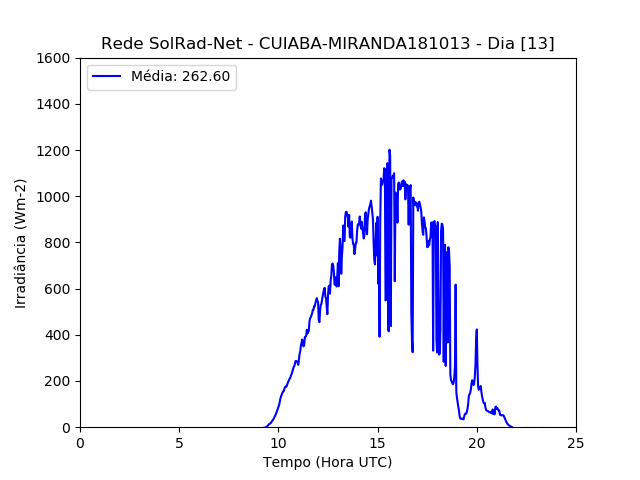 Rede SolRad-Net - CUIABA-MIRANDA181013 - Dia [13]
Média: 262.60
1600
1400
1200
1000
800
600
400
200
0
Irradiância (Wm-2)
0 5 10 15 20 25
Tempo (Hora UTC)